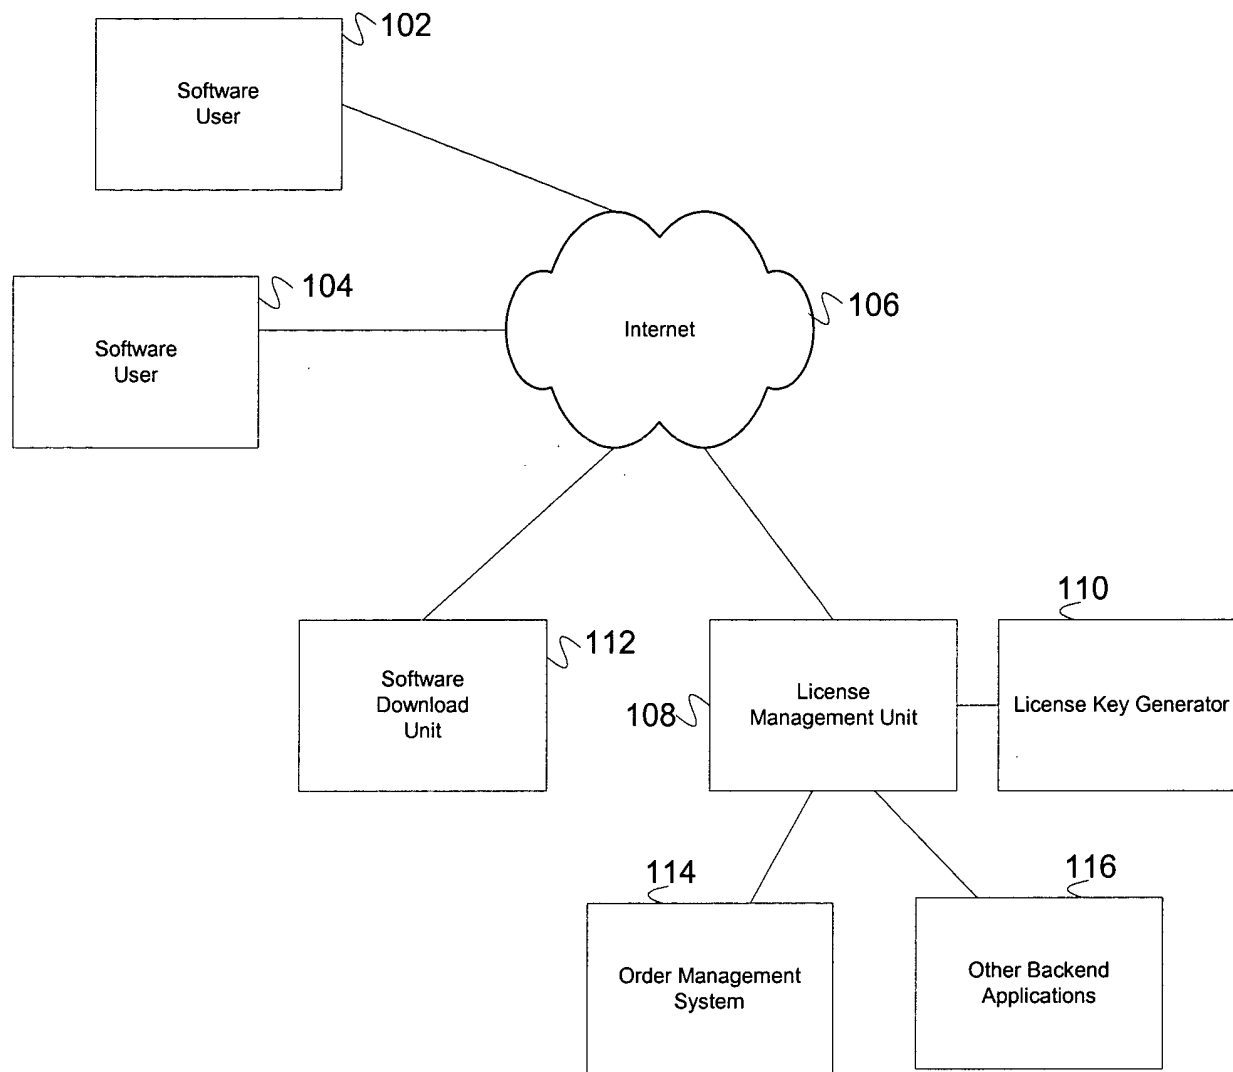 102
Software
User
104
Software
User
106
Internet
112
Software
Download
Unit
108
License
Management Unit
110
License Key Generator
114
Order Management
System
116
Other Backend
Applications